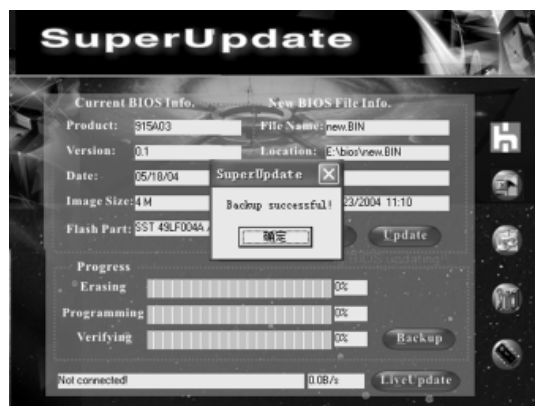 SuperUpdate
Current BIOS Info. New BIOS File Info.
Product: 915A03 File Name: new.BIN
Version: 0.1 Location: E:\bios\new.BIN
Date: 05/18/04
Image Size: 4 M 23/2004 11:10
Flash Part: SST 49LF004A / Update
BIOS updating!!
SuperUpdate
Backup successful!
确定
Progress
Erasing 0%
Programming 0%
Verifying 0% Backup
Not connected! 0.0B/s LiveUpdate